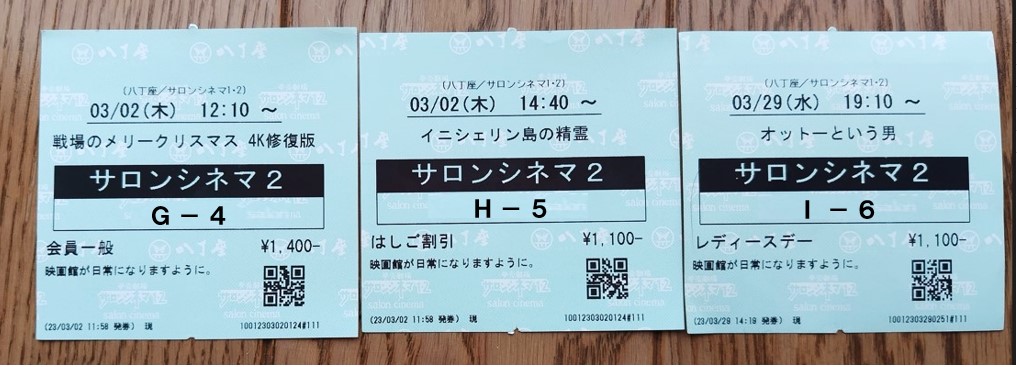 (八丁座/サロンシネマ1・2)
03/02(木) 12:10 ～
戦場のメリークリスマス 4K修復版
サロンシネマ2
G－4
会員一般 ¥1,400-
映画館が日常になりますように。
(23/03/02 11:58 発券) 現 10012303020124#111
(八丁座/サロンシネマ1・2)
03/02(木) 14:40 ～
イニシェリン島の精霊
サロンシネマ2
H－5
はしご割引 ¥1,100-
映画館が日常になりますように。
(23/03/02 11:58 発券) 現 10012303020124#111
(八丁座/サロンシネマ1・2)
03/29(水) 19:10 ～
オットーという男
サロンシネマ2
I－6
レディースデー ¥1,100-
映画館が日常になりますように。
(23/03/29 14:19 発券) 現 10012303290251#111
八丁座
salon cinema